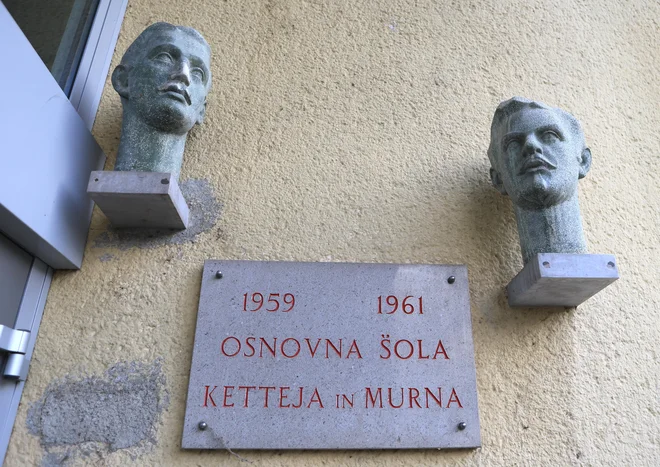 1959 1961
OSNOVNA ŠOLA
KETTEJA IN MURNA